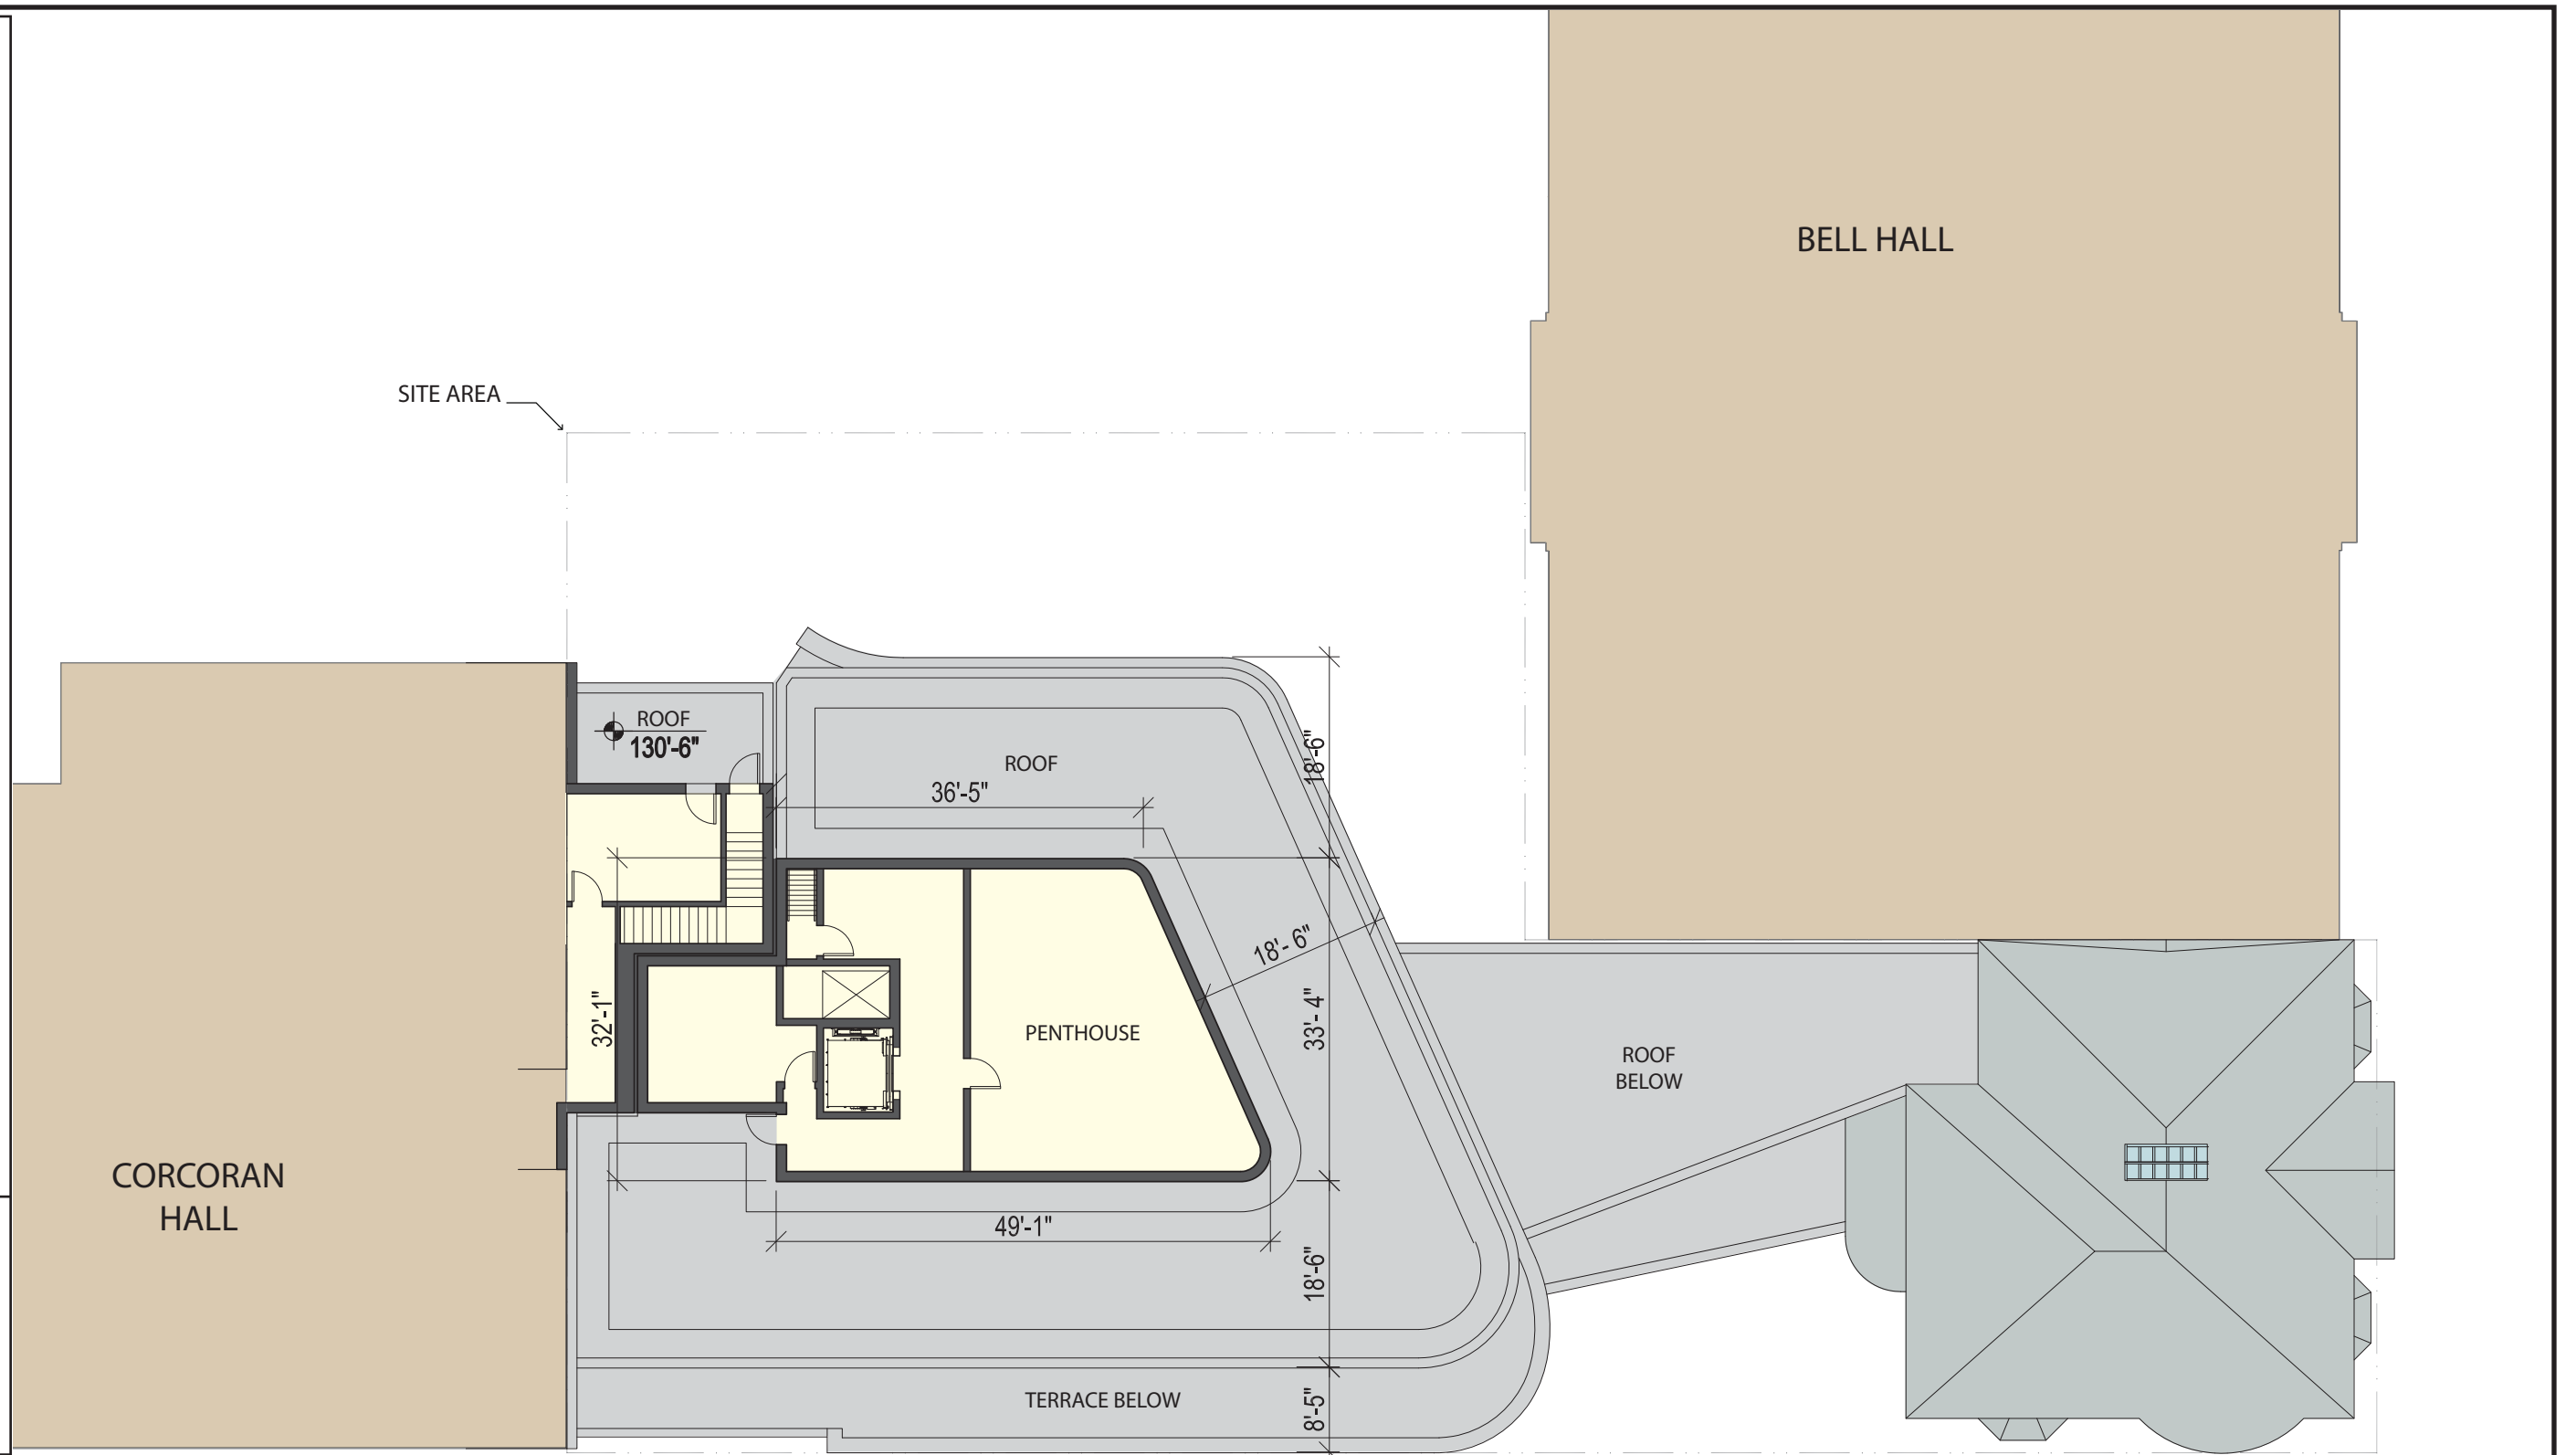 BELL HALL
SITE AREA
ROOF
130'-6"
ROOF
18'-6"
36'-5"
18'- 6"
32'-1"
33'- 4"
PENTHOUSE
ROOF
BELOW
CORCORAN
HALL
49'-1"
18'-6"
TERRACE BELOW
8'-5"